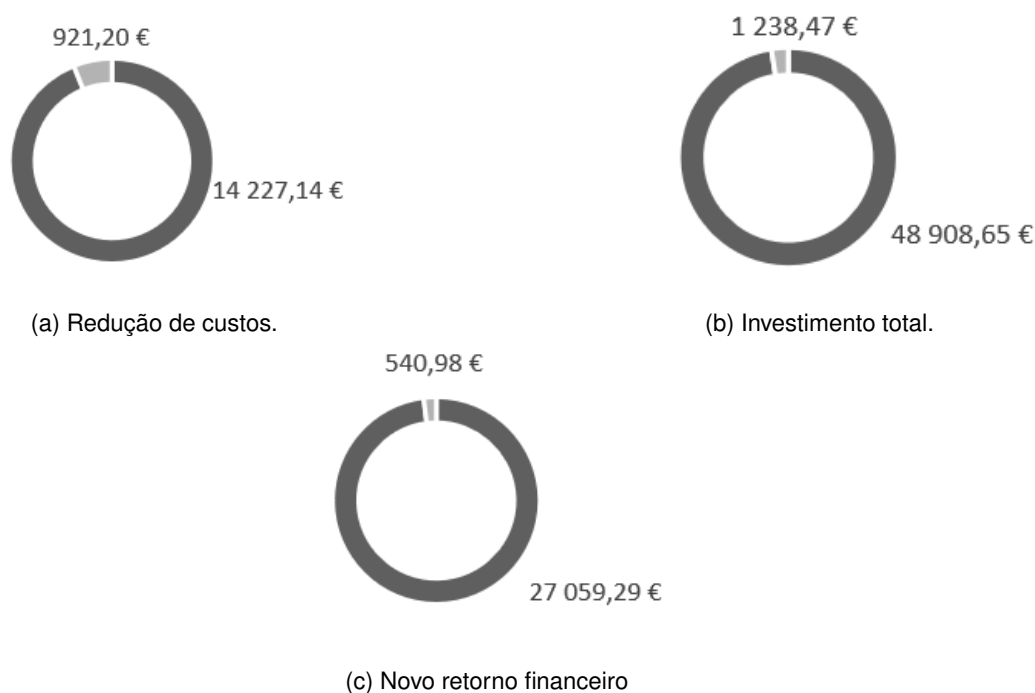 921,20 €
14 227,14 €
(a) Redução de custos.
1 238,47 €
48 908,65 €
(b) Investimento total.
540,98 €
27 059,29 €
(c) Novo retorno financeiro